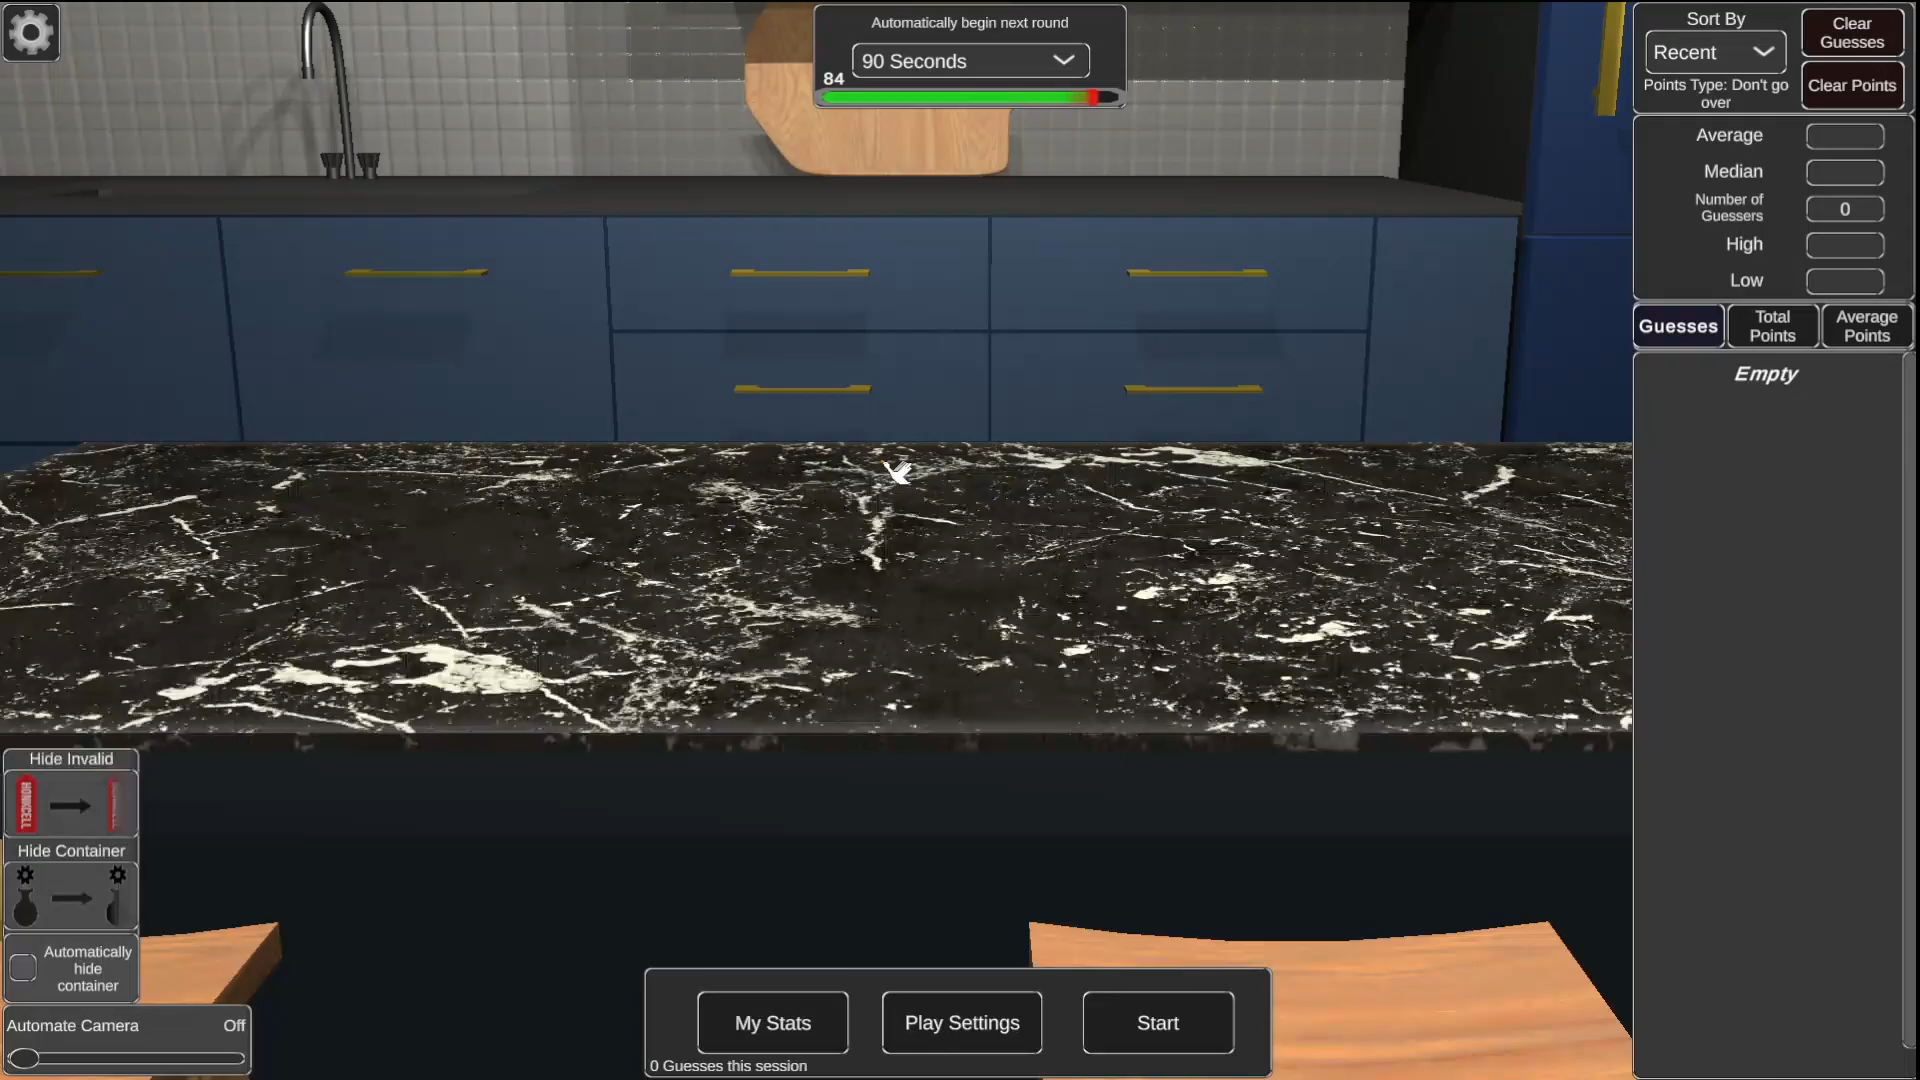 Automatically begin next round
90 Seconds
84
Sort By
Recent
Points Type: Don't go
over
Clear
Guesses
Clear Points
Average
Median
Number of
Guessers
0
High
Low
Guesses
Total
Points
Average
Points
Empty
Hide Invalid
HONKCELL
Hide Container
Automatically
hide
container
Automate Camera
Off
My Stats
Play Settings
Start
0 Guesses this session